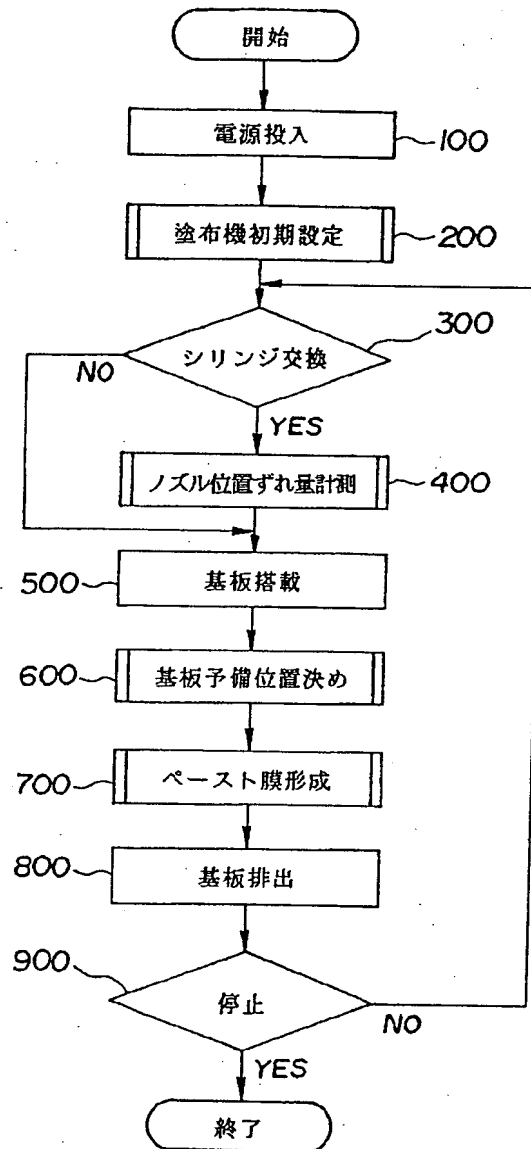 開始
電源投入
100
塗布機初期設定
200
シリンジ交換
300
NO
YES
ノズル位置ずれ量計測
400
500
基板搭載
600
基板予備位置決め
700
ペースト膜形成
800
基板排出
900
停止
NO
YES
終了